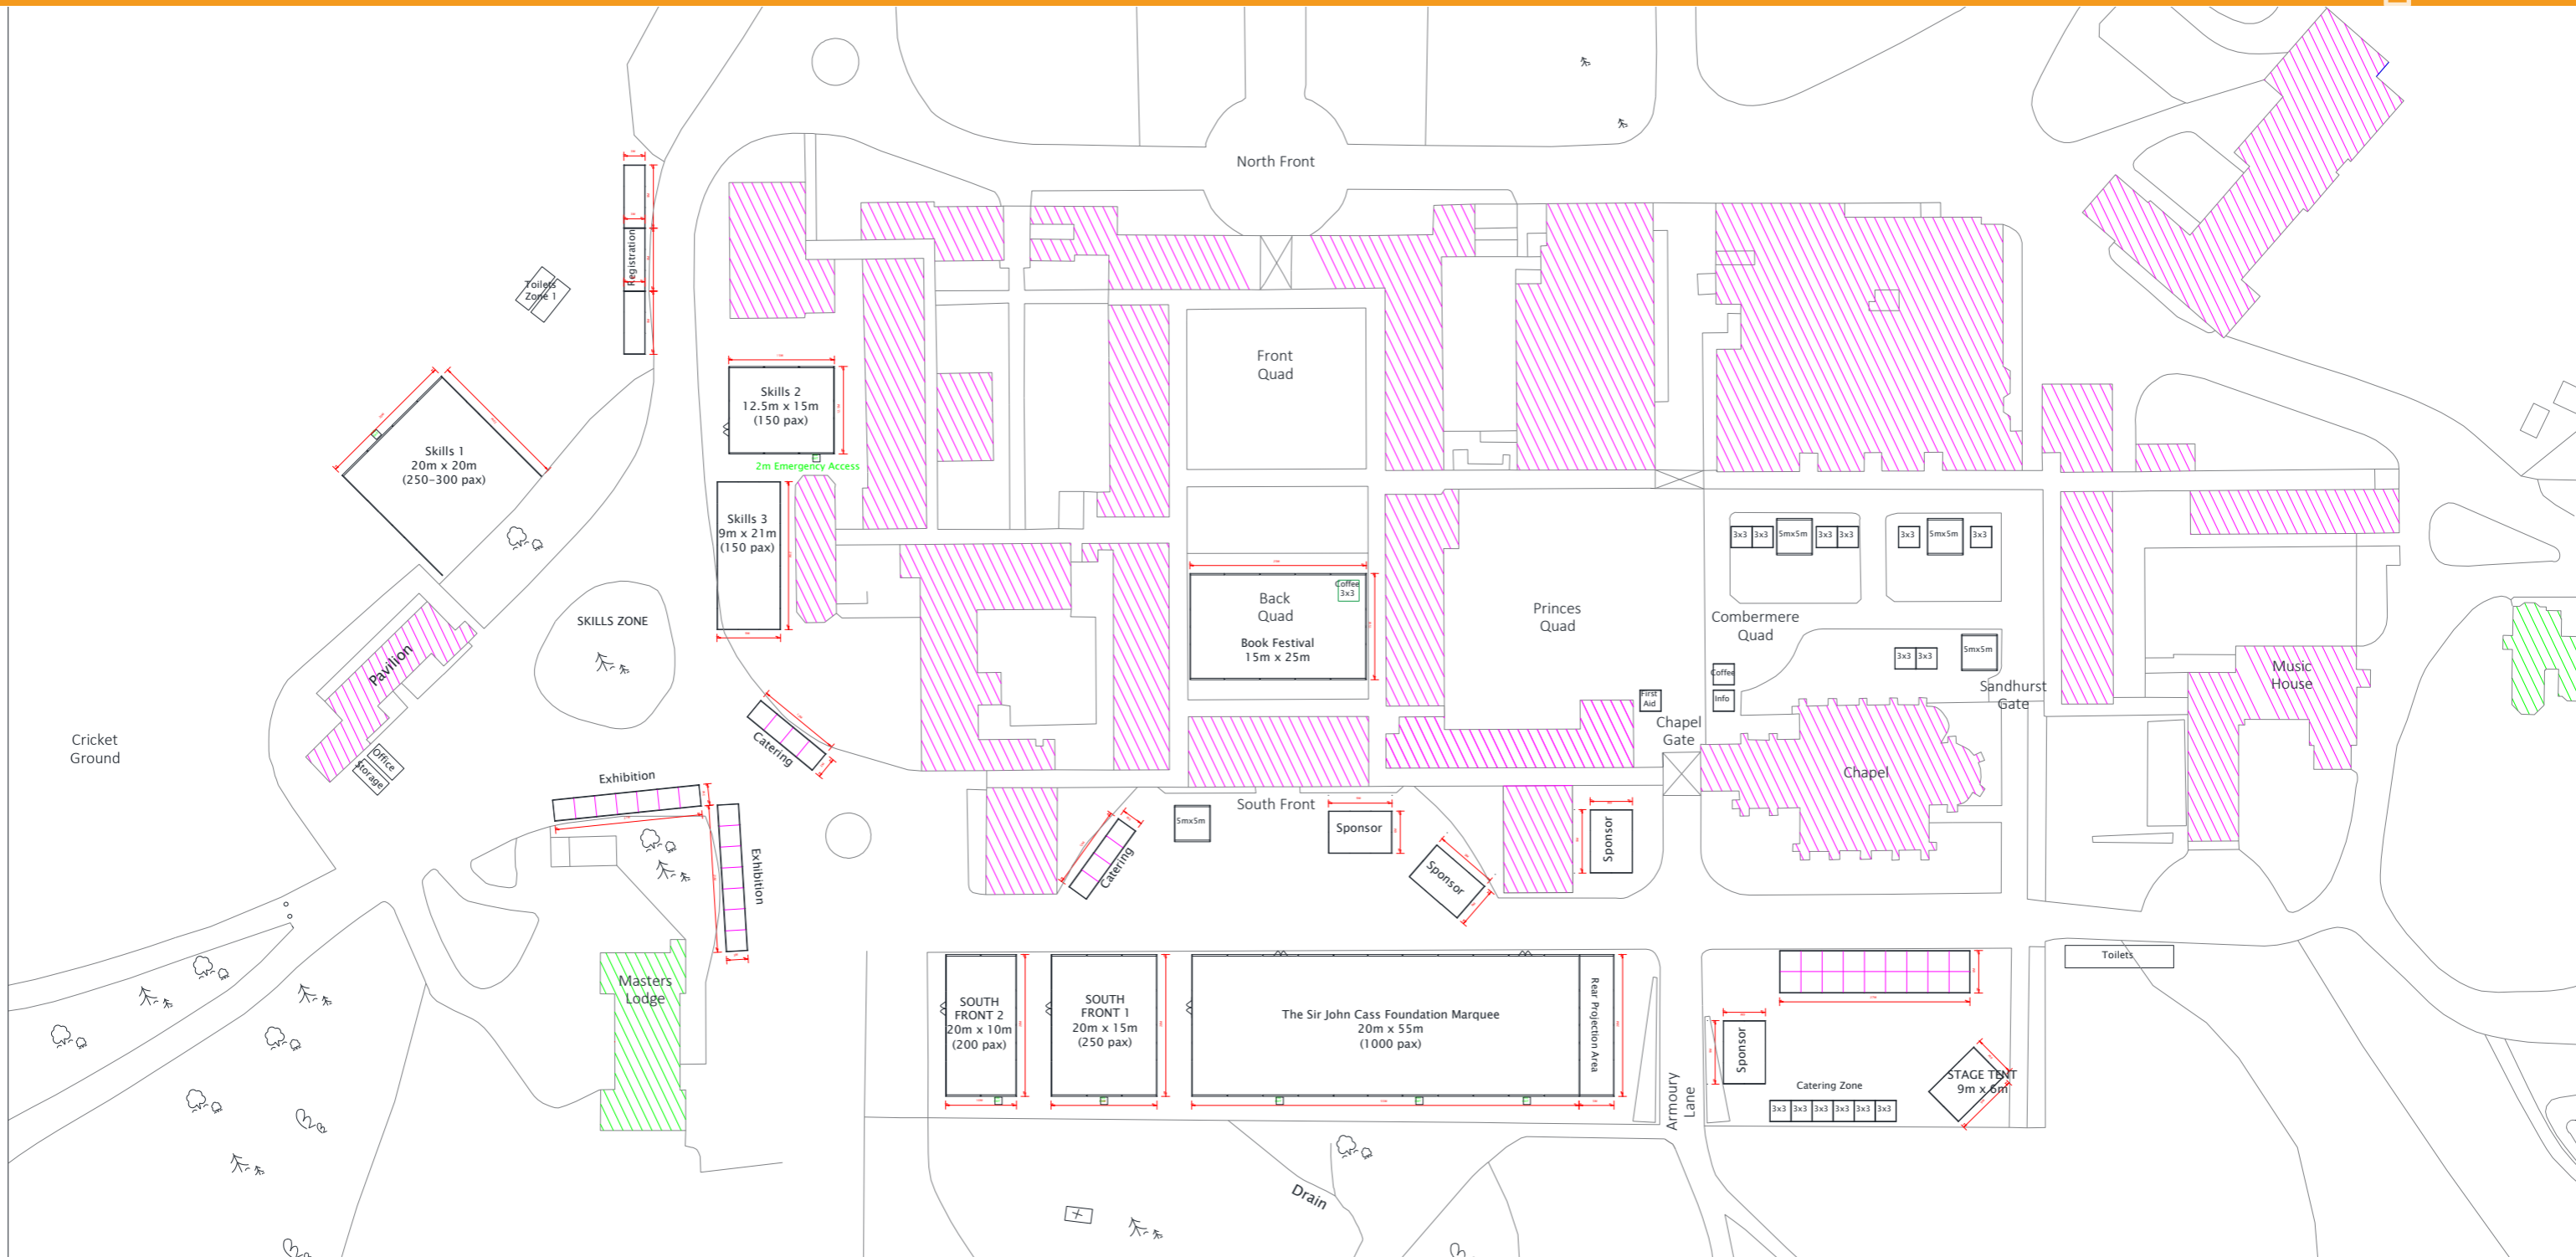 North Front
Registration
Toilets
Zone 1
Front
Quad
Skills 2
12.5m x 15m
(150 pax)
2m Emergency Access
Skills 1
20m x 20m
(250-300 pax)
Skills 3
9m x 21m
(150 pax)
3x3
3x3
5mx5m
3x3
3x3
3x3
5mx5m
3x3
SKILLS ZONE
Coffee
3x3
Back
Quad
Book Festival
15m x 25m
Princes
Quad
Combermere
Quad
3x3
3x3
5mx5m
Pavilion
Coffee
Info
First
Aid
Sandhurst
Gate
Music
House
Cricket
Ground
Office
Storage
Catering
Chapel
Gate
Chapel
Exhibition
Exhibition
South Front
5mx5m
Catering
Sponsor
Sponsor
Sponsor
Masters
Lodge
SOUTH
FRONT 2
20m x 10m
(200 pax)
SOUTH
FRONT 1
20m x 15m
(250 pax)
The Sir John Cass Foundation Marquee
20m x 55m
(1000 pax)
Rear Projection Area
Toilets
Sponsor
STAGE TENT
9m x 6m
Catering Zone
3x3
3x3
3x3
3x3
3x3
3x3
Armoury
Lane
Drain